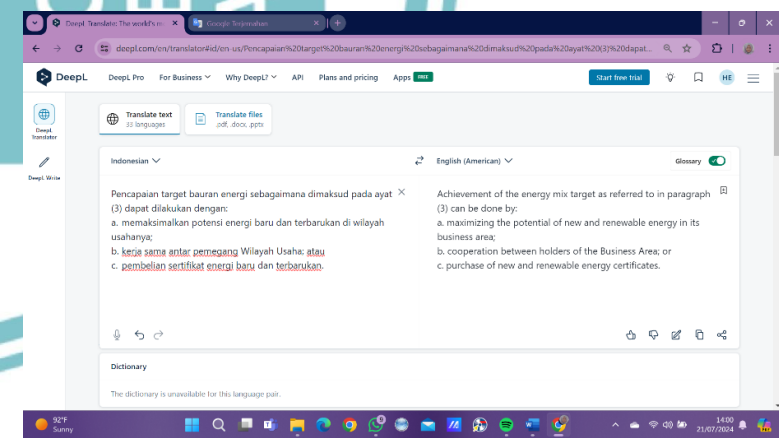 DeepL Translate: The world's m
Google Terjemahan
deepl.com/en/translator#id/en-us/Pencapaian%20target%20bauran%20energi%20sebagaimana%20dimaksud%20pada%20ayat%20(3)%20dapat...
DeepL
DeepL Pro
For Business
Why DeepL?
API
Plans and pricing
Apps FREE
Start free trial
HE
DeepL
Translator
DeepL Write
Translate text
33 languages
Translate files
.pdf, .docx, .pptx
Indonesian
English (American)
Glossary
Pencapaian target bauran energi sebagaimana dimaksud pada ayat
(3) dapat dilakukan dengan:
a. memaksimalkan potensi energi baru dan terbarukan di wilayah
usahanya;
b. kerja sama antar pemegang Wilayah Usaha; atau
c. pembelian sertifikat energi baru dan terbarukan.
Achievement of the energy mix target as referred to in paragraph
(3) can be done by:
a. maximizing the potential of new and renewable energy in its
business area;
b. cooperation between holders of the Business Area; or
c. purchase of new and renewable energy certificates.
Dictionary
The dictionary is unavailable for this language pair.
92°F
Sunny
14:00
21/07/2024